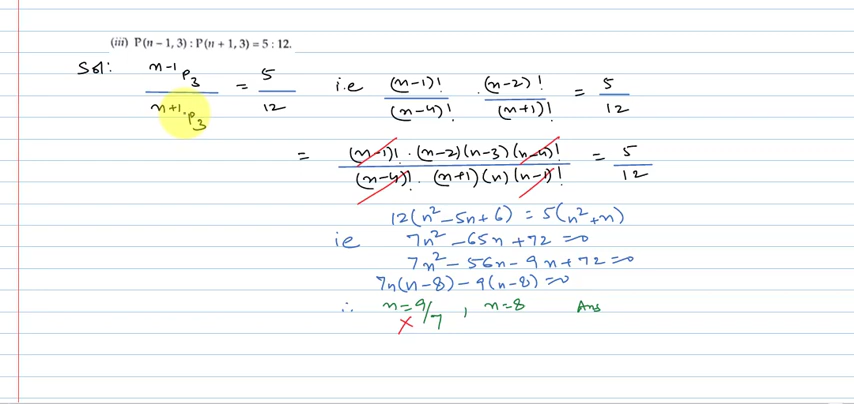 (iii) P(n − 1, 3) : P(n + 1, 3) = 5 : 12.
Sol: n-1P3 / n+1.P3 = 5/12 i.e (n-1)!/(n-4)! · (n-2)!/(n+1)! = 5/12
= (n-1)! · (n-2)(n-3)(n-4)! / (n-4)! · (n+1)(n)(n-1)! = 5/12
12(n²-5n+6) = 5(n²+n)
ie 7n² - 65n + 72 = 0
7n² - 56n - 9n + 72 = 0
7n(n-8) - 9(n-8) = 0
∴ n = 9/7 , n = 8 Ans
×